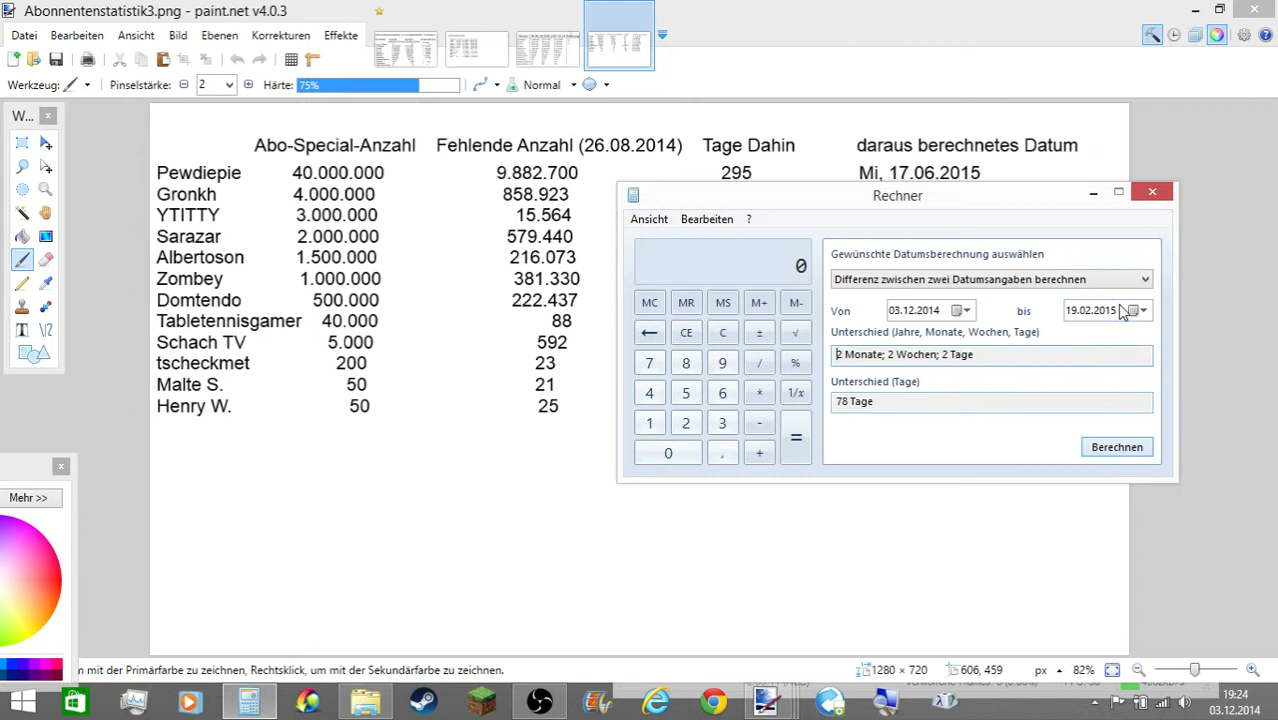 Abonnentenstatistik3.png - paint.net v4.0.3
Datei Bearbeiten Ansicht Bild Ebenen Korrekturen Effekte
Werkzeug: Pinselstärke: 2 Härte: 75% Normal
W...
Abo-Special-Anzahl Fehlende Anzahl (26.08.2014) Tage Dahin daraus berechnetes Datum
Pewdiepie 40.000.000 9.882.700 295 Mi, 17.06.2015
Gronkh 4.000.000 858.923
YTITTY 3.000.000 15.564
Sarazar 2.000.000 579.440
Albertoson 1.500.000 216.073
Zombey 1.000.000 381.330
Domtendo 500.000 222.437
Tabletennisgamer 40.000 88
Schach TV 5.000 592
tscheckmet 200 23
Malte S. 50 21
Henry W. 50 25
Rechner
Ansicht Bearbeiten ?
0
MC MR MS M+ M-
← CE C ± √
7 8 9 / %
4 5 6 * 1/x
1 2 3 - =
0 , +
Gewünschte Datumsberechnung auswählen
Differenz zwischen zwei Datumsangaben berechnen
Von 03.12.2014 bis 19.02.2015
Unterschied (Jahre, Monate, Wochen, Tage)
2 Monate; 2 Wochen; 2 Tage
Unterschied (Tage)
78 Tage
Berechnen
Mehr >>
m mit der Primärfarbe zu zeichnen, Rechtsklick, um mit der Sekundärfarbe zu zeichnen.
1280 × 720 606, 459 px 82%
19:24
03.12.2014